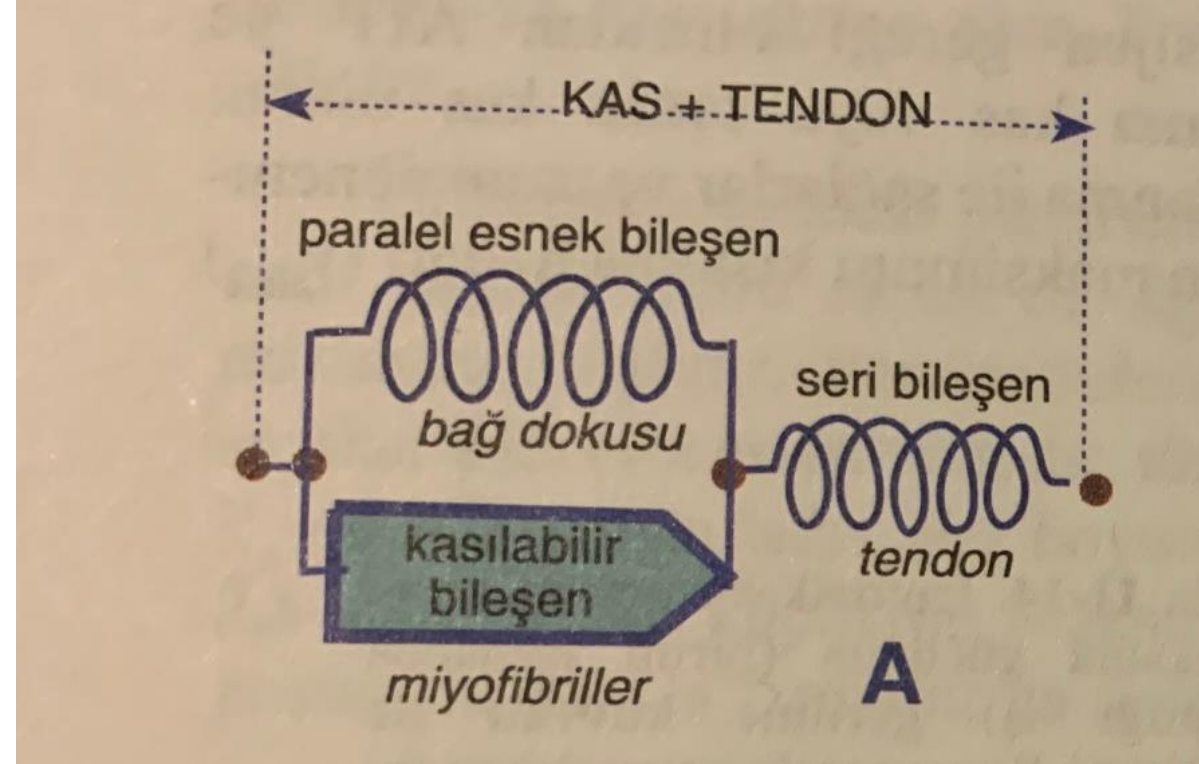 KAS + TENDON
paralel esnek bileşen
bağ dokusu
seri bileşen
tendon
kasılabilir
bileşen
miyofibriller
A